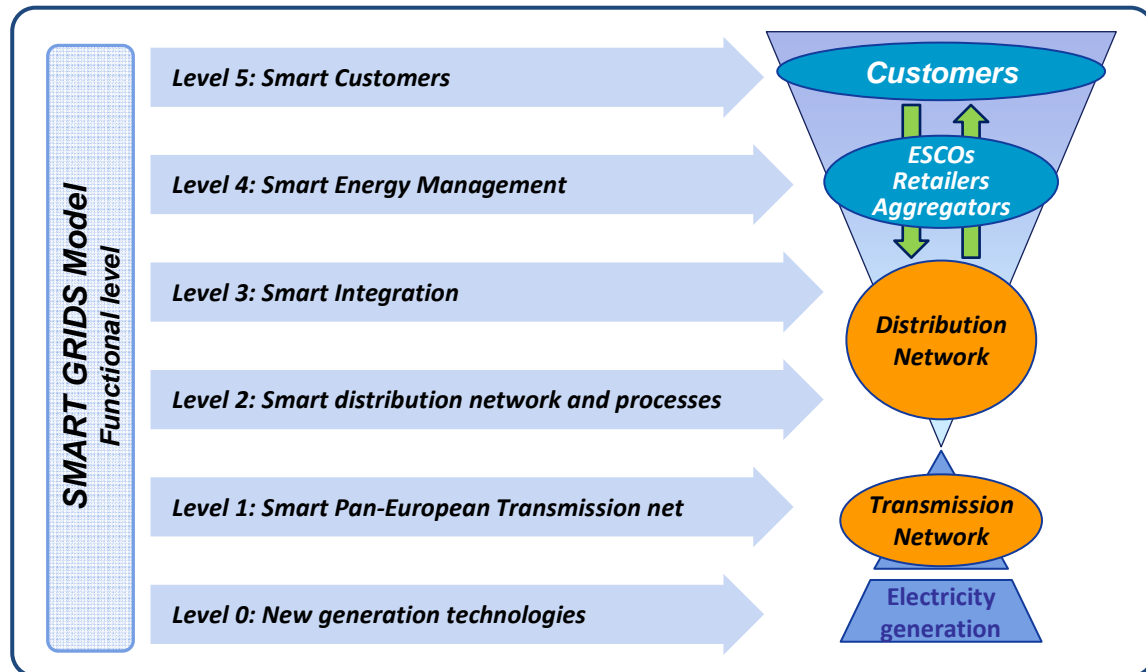 SMART GRIDS Model
Functional level
Level 5: Smart Customers
Level 4: Smart Energy Management
Level 3: Smart Integration
Level 2: Smart distribution network and processes
Level 1: Smart Pan-European Transmission net
Level 0: New generation technologies
Customers
ESCOs
Retailers
Aggregators
Distribution
Network
Transmission
Network
Electricity
generation